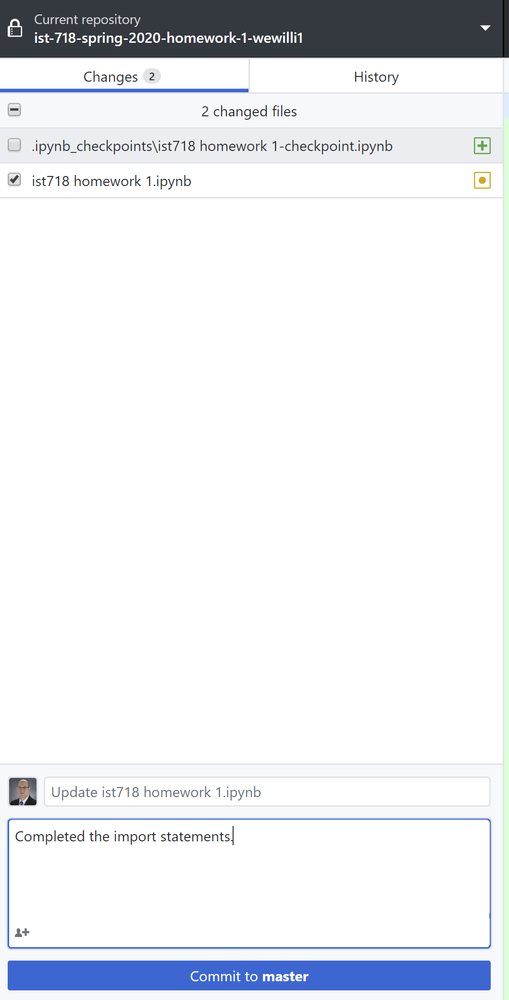 Current repository
ist-718-spring-2020-homework-1-wewilli1
Changes 2
History
2 changed files
.ipynb_checkpoints\ist718 homework 1-checkpoint.ipynb
ist718 homework 1.ipynb
Update ist718 homework 1.ipynb
Completed the import statements.
Commit to master